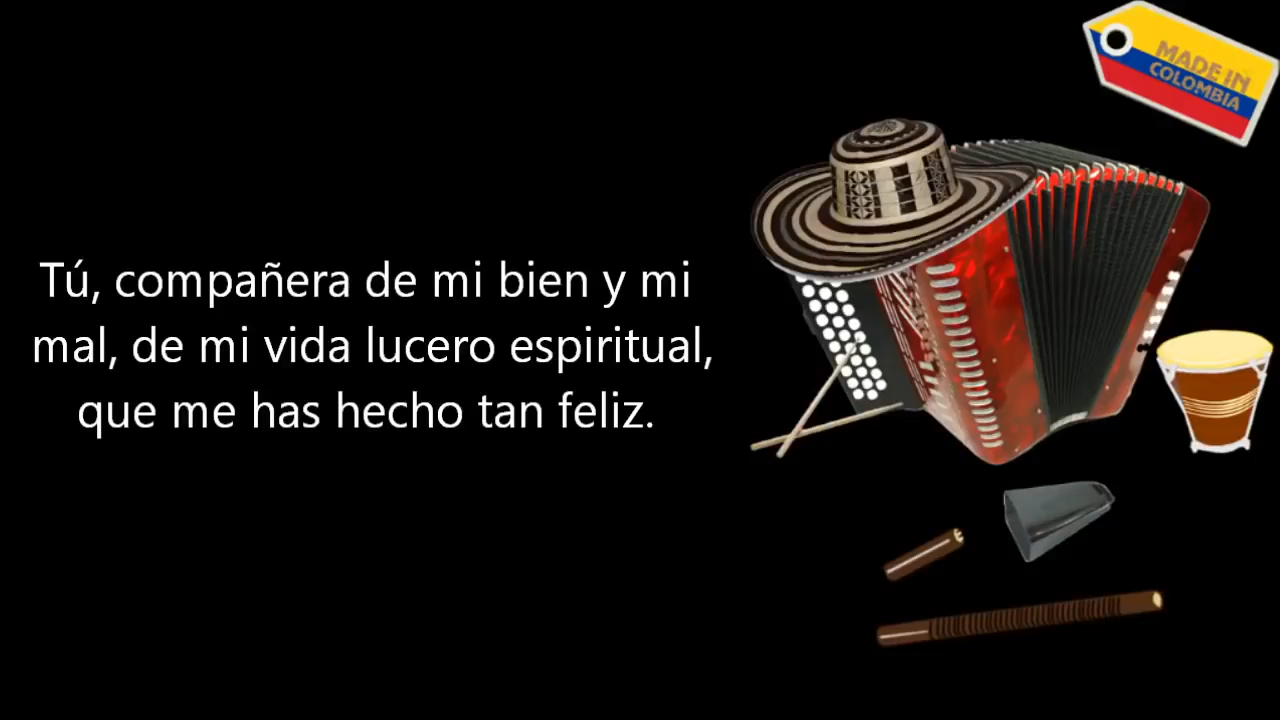 MADE IN
COLOMBIA
Tú, compañera de mi bien y mi
mal, de mi vida lucero espiritual,
que me has hecho tan feliz.